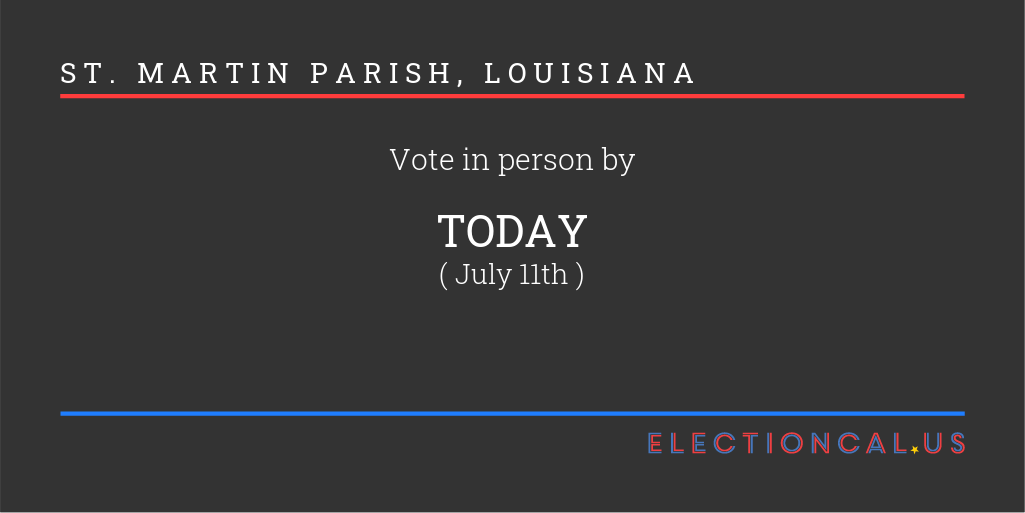 ST. MARTIN PARISH, LOUISIANA
Vote in person by
TODAY
( July 11th )
ELECTIONCAL.US